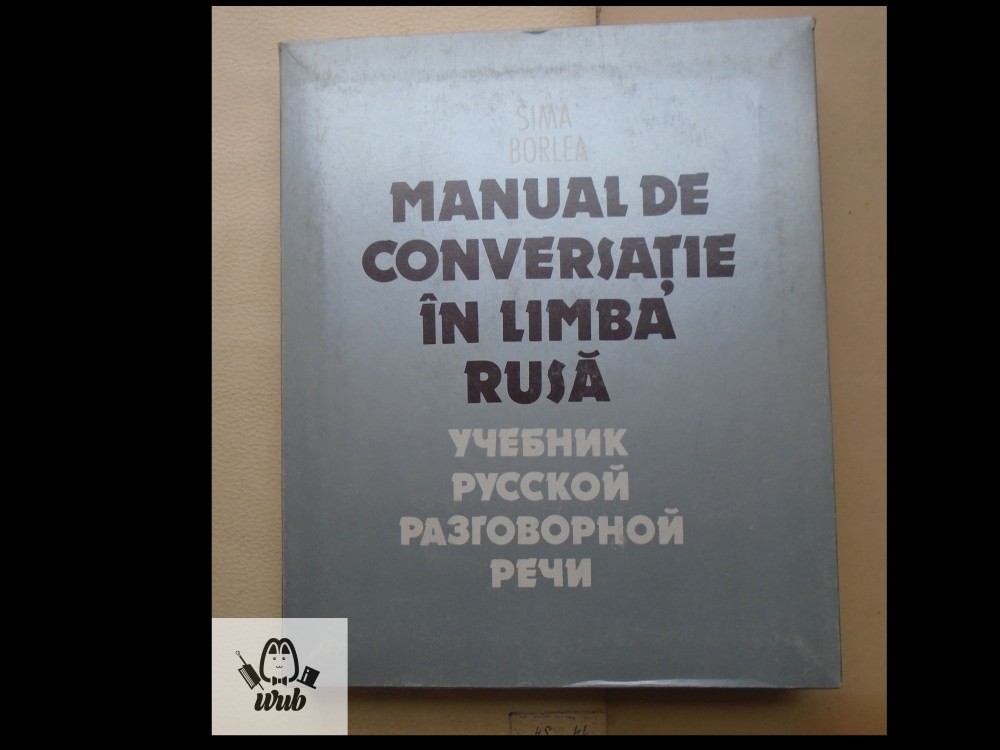 SIMA
BORLEA
MANUAL DE
CONVERSAȚIE
ÎN LIMBA
RUSĂ
УЧЕБНИК
РУССКОЙ
РАЗГОВОРНОЙ
РЕЧИ
wub